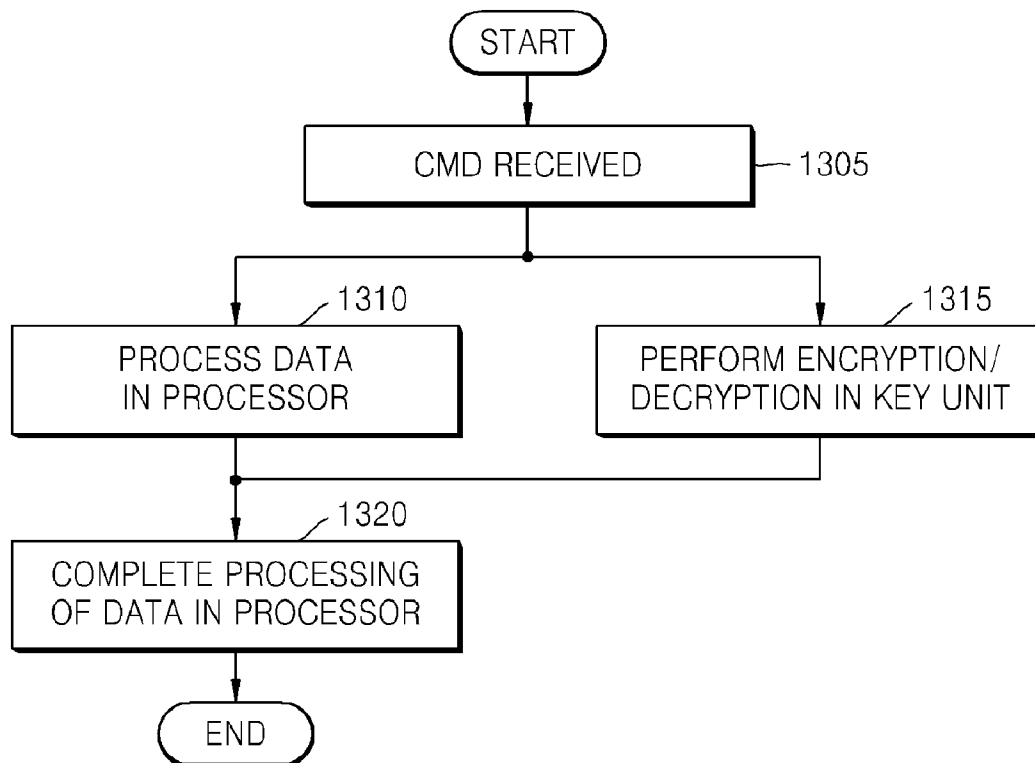 START
CMD RECEIVED
1305
1310
PROCESS DATA
IN PROCESSOR
1315
PERFORM ENCRYPTION/
DECRYPTION IN KEY UNIT
1320
COMPLETE PROCESSING
OF DATA IN PROCESSOR
END